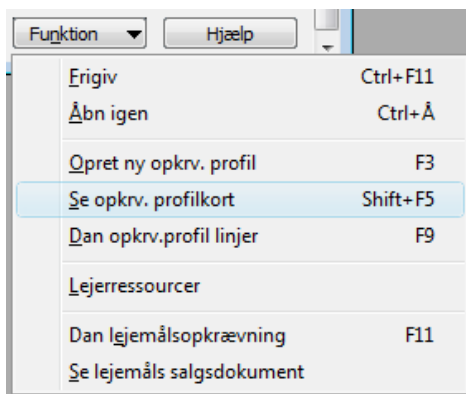 Funktion Hjælp
Frigiv Ctrl+F11
Åbn igen Ctrl+Å
Opret ny opkrv. profil F3
Se opkrv. profilkort Shift+F5
Dan opkrv.profil linjer F9
Lejerressourcer
Dan lejemålsopkrævning F11
Se lejemåls salgsdokument